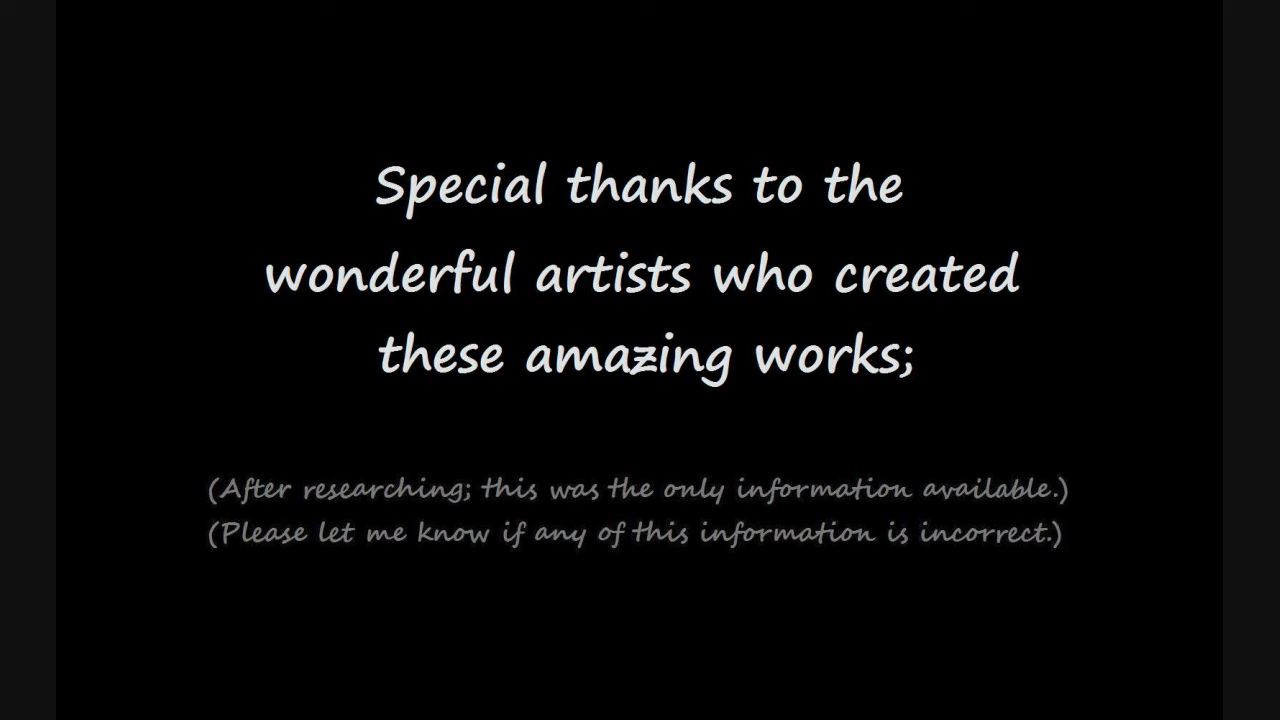 Special thanks to the
wonderful artists who created
these amazing works;
(After researching; this was the only information available.)
(Please let me know if any of this information is incorrect.)